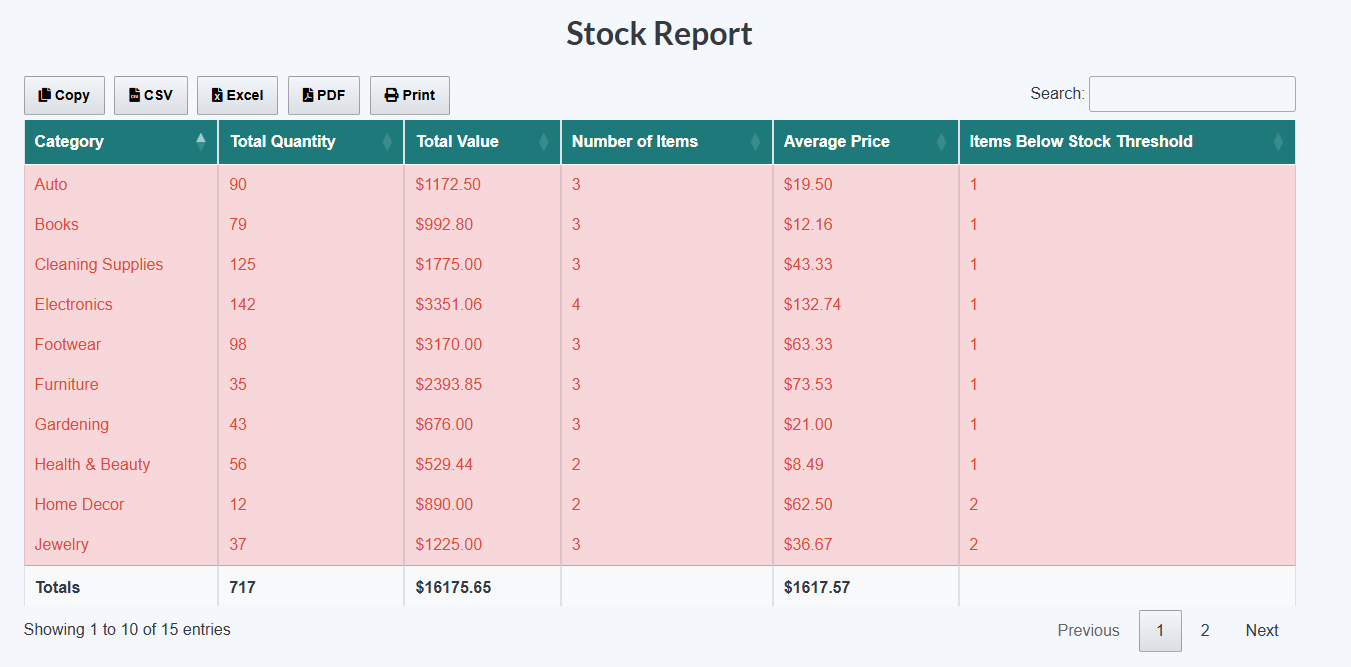 Stock Report
Copy CSV Excel PDF Print Search:
Category Total Quantity Total Value Number of Items Average Price Items Below Stock Threshold
Auto 90 $1172.50 3 $19.50 1
Books 79 $992.80 3 $12.16 1
Cleaning Supplies 125 $1775.00 3 $43.33 1
Electronics 142 $3351.06 4 $132.74 1
Footwear 98 $3170.00 3 $63.33 1
Furniture 35 $2393.85 3 $73.53 1
Gardening 43 $676.00 3 $21.00 1
Health & Beauty 56 $529.44 2 $8.49 1
Home Decor 12 $890.00 2 $62.50 2
Jewelry 37 $1225.00 3 $36.67 2
Totals 717 $16175.65 $1617.57
Showing 1 to 10 of 15 entries Previous 1 2 Next